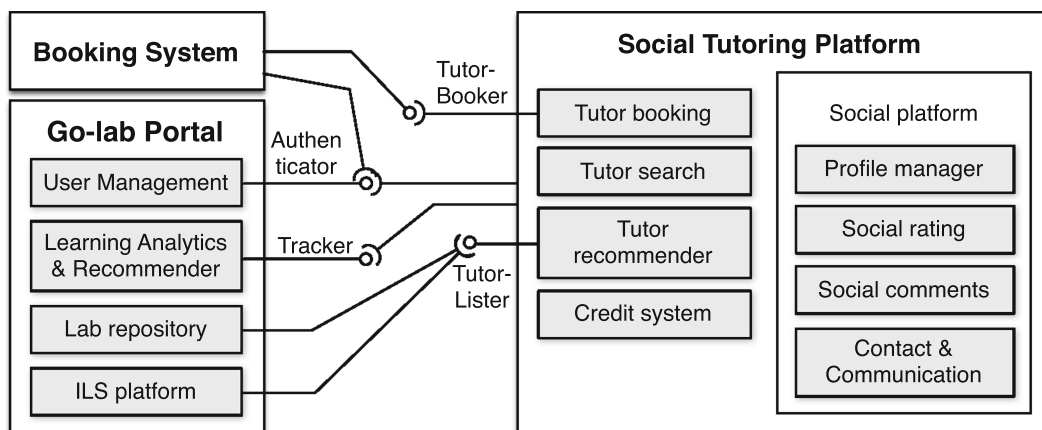 Booking System
Go-lab Portal
User Management
Learning Analytics
& Recommender
Lab repository
ILS platform
Tutor-
Booker
Authen
ticator
Tracker
Tutor-
Lister
Social Tutoring Platform
Tutor booking
Tutor search
Tutor
recommender
Credit system
Social platform
Profile manager
Social rating
Social comments
Contact &
Communication